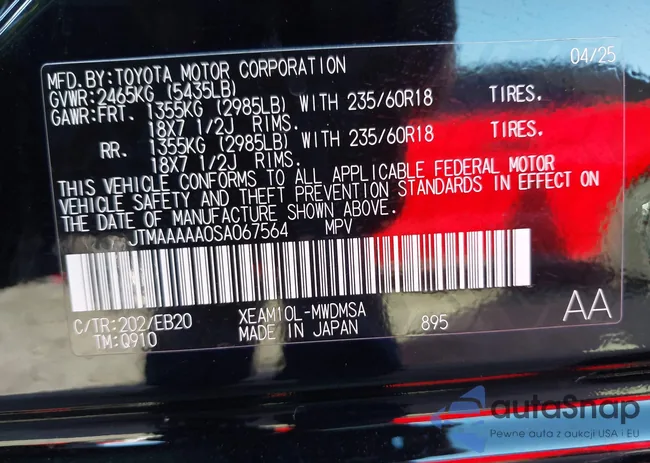 04/25
MFD. BY: TOYOTA MOTOR CORPORATION
GVWR: 2465KG (5435LB)
GAWR: FRT. 1355KG (2985LB) WITH 235/60R18 TIRES.
18X7 1/2J RIMS.
RR. 1355KG (2985LB) WITH 235/60R18 TIRES.
18X7 1/2J RIMS.
THIS VEHICLE CONFORMS TO ALL APPLICABLE FEDERAL MOTOR
VEHICLE SAFETY AND THEFT PREVENTION STANDARDS IN EFFECT ON
THE DATE OF MANUFACTURE SHOWN ABOVE.
JTMAAAAA0SA067564 MPV
C/TR: 202/EB20 XEAM10L-MWDMSA 895 AA
TM: Q910 MADE IN JAPAN
autoSnap
Pewne auta z aukcji USA i EU